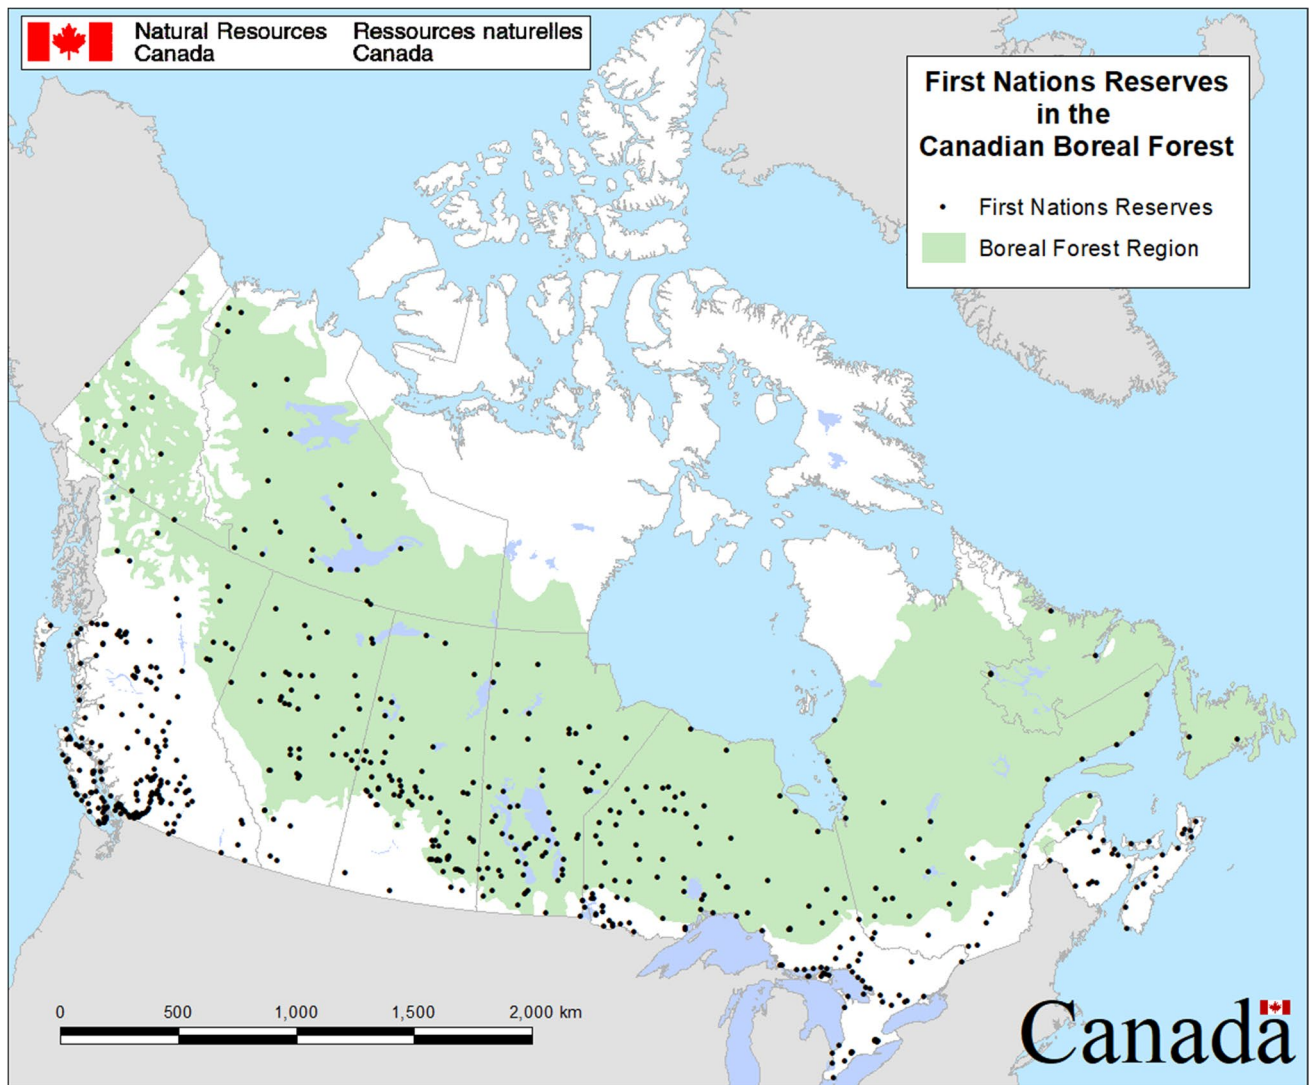 Natural Resources
Canada
Ressources naturelles
Canada
First Nations Reserves
in the
Canadian Boreal Forest
First Nations Reserves
Boreal Forest Region
0 500 1,000 1,500 2,000 km
Canada